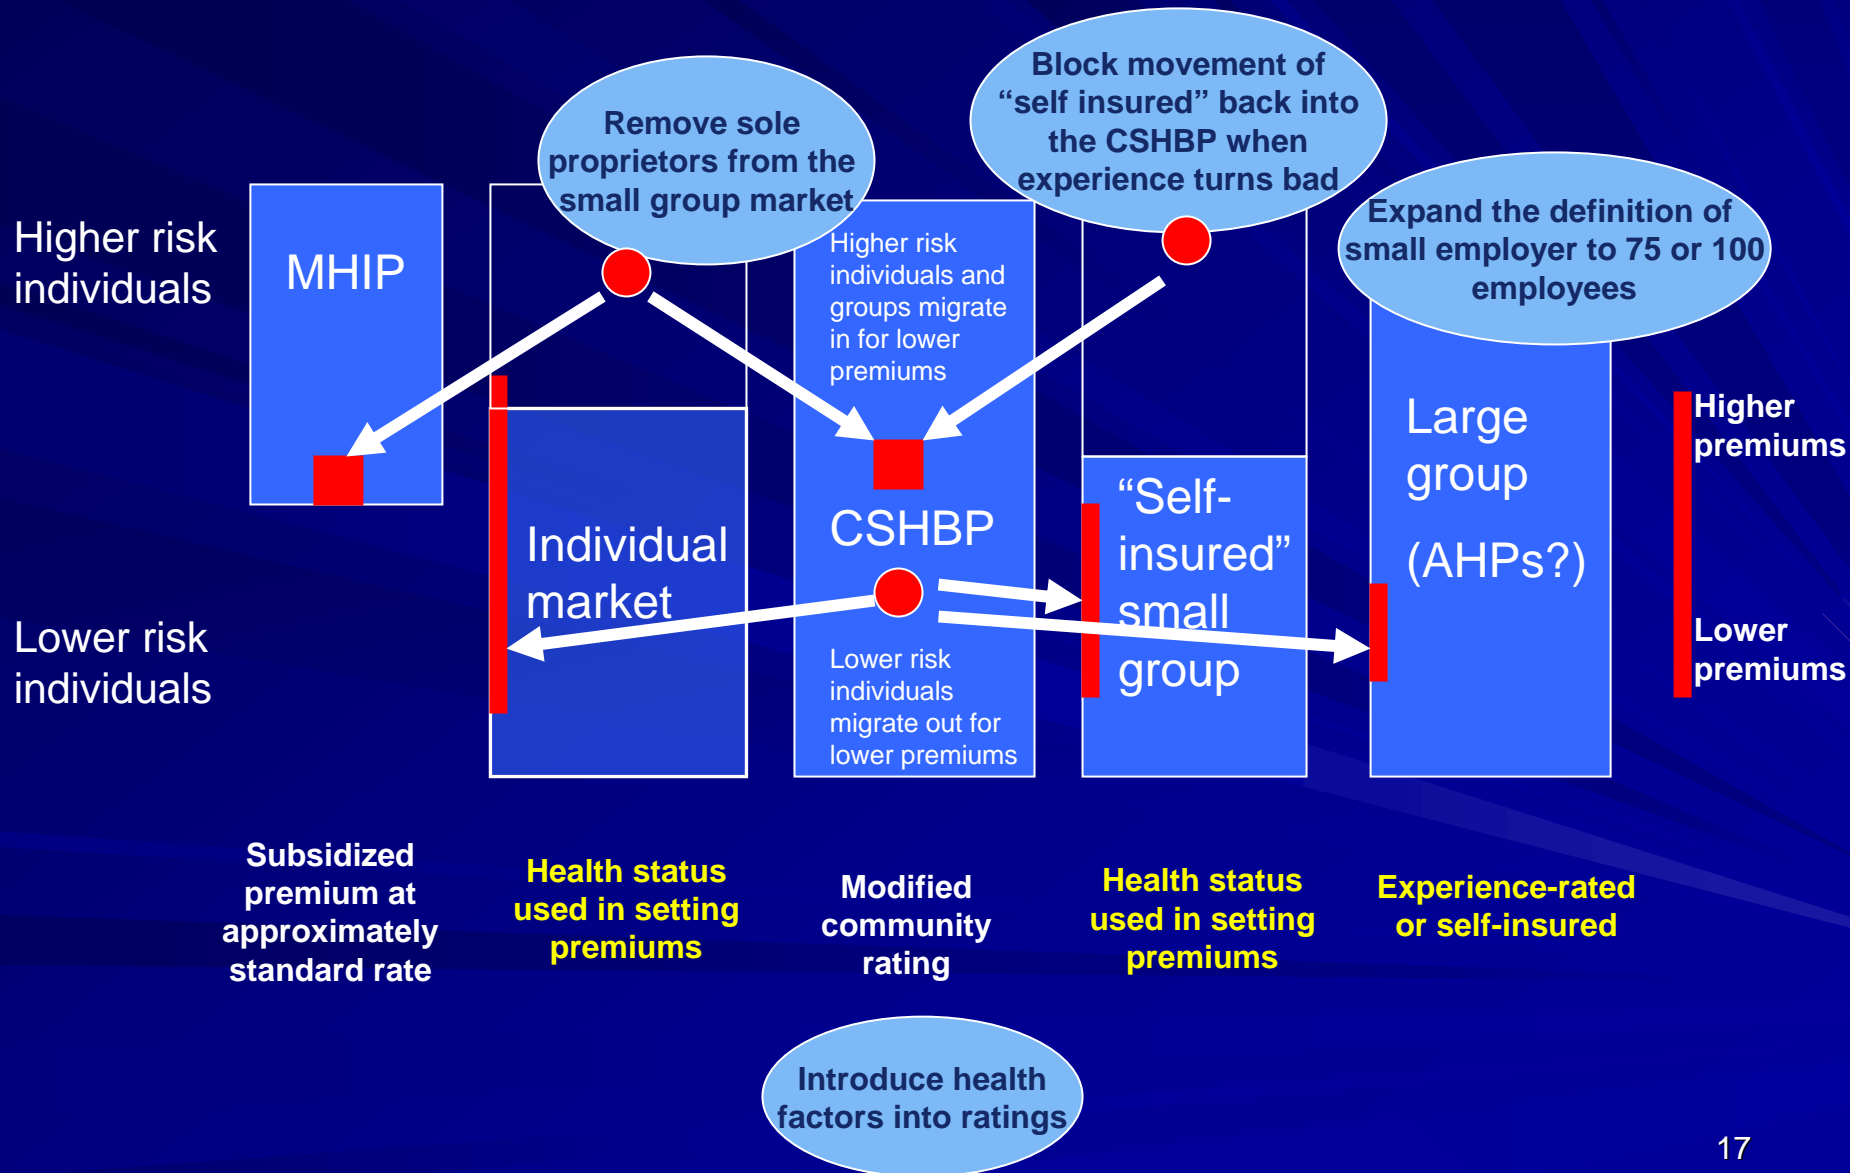 Block movement of
“self insured” back into
the CSHBP when
experience turns bad
Remove sole
proprietors from the
small group market
Expand the definition of
small employer to 75 or 100
employees
Higher risk
individuals
MHIP
Higher risk
individuals and
groups migrate
in for lower
premiums
Large
group
(AHPs?)
Higher
premiums
Individual
market
CSHBP
“Self-
insured”
small
group
Lower risk
individuals
Lower risk
individuals
migrate out for
lower premiums
Lower
premiums
Subsidized
premium at
approximately
standard rate
Health status
used in setting
premiums
Modified
community
rating
Health status
used in setting
premiums
Experience-rated
or self-insured
Introduce health
factors into ratings
17